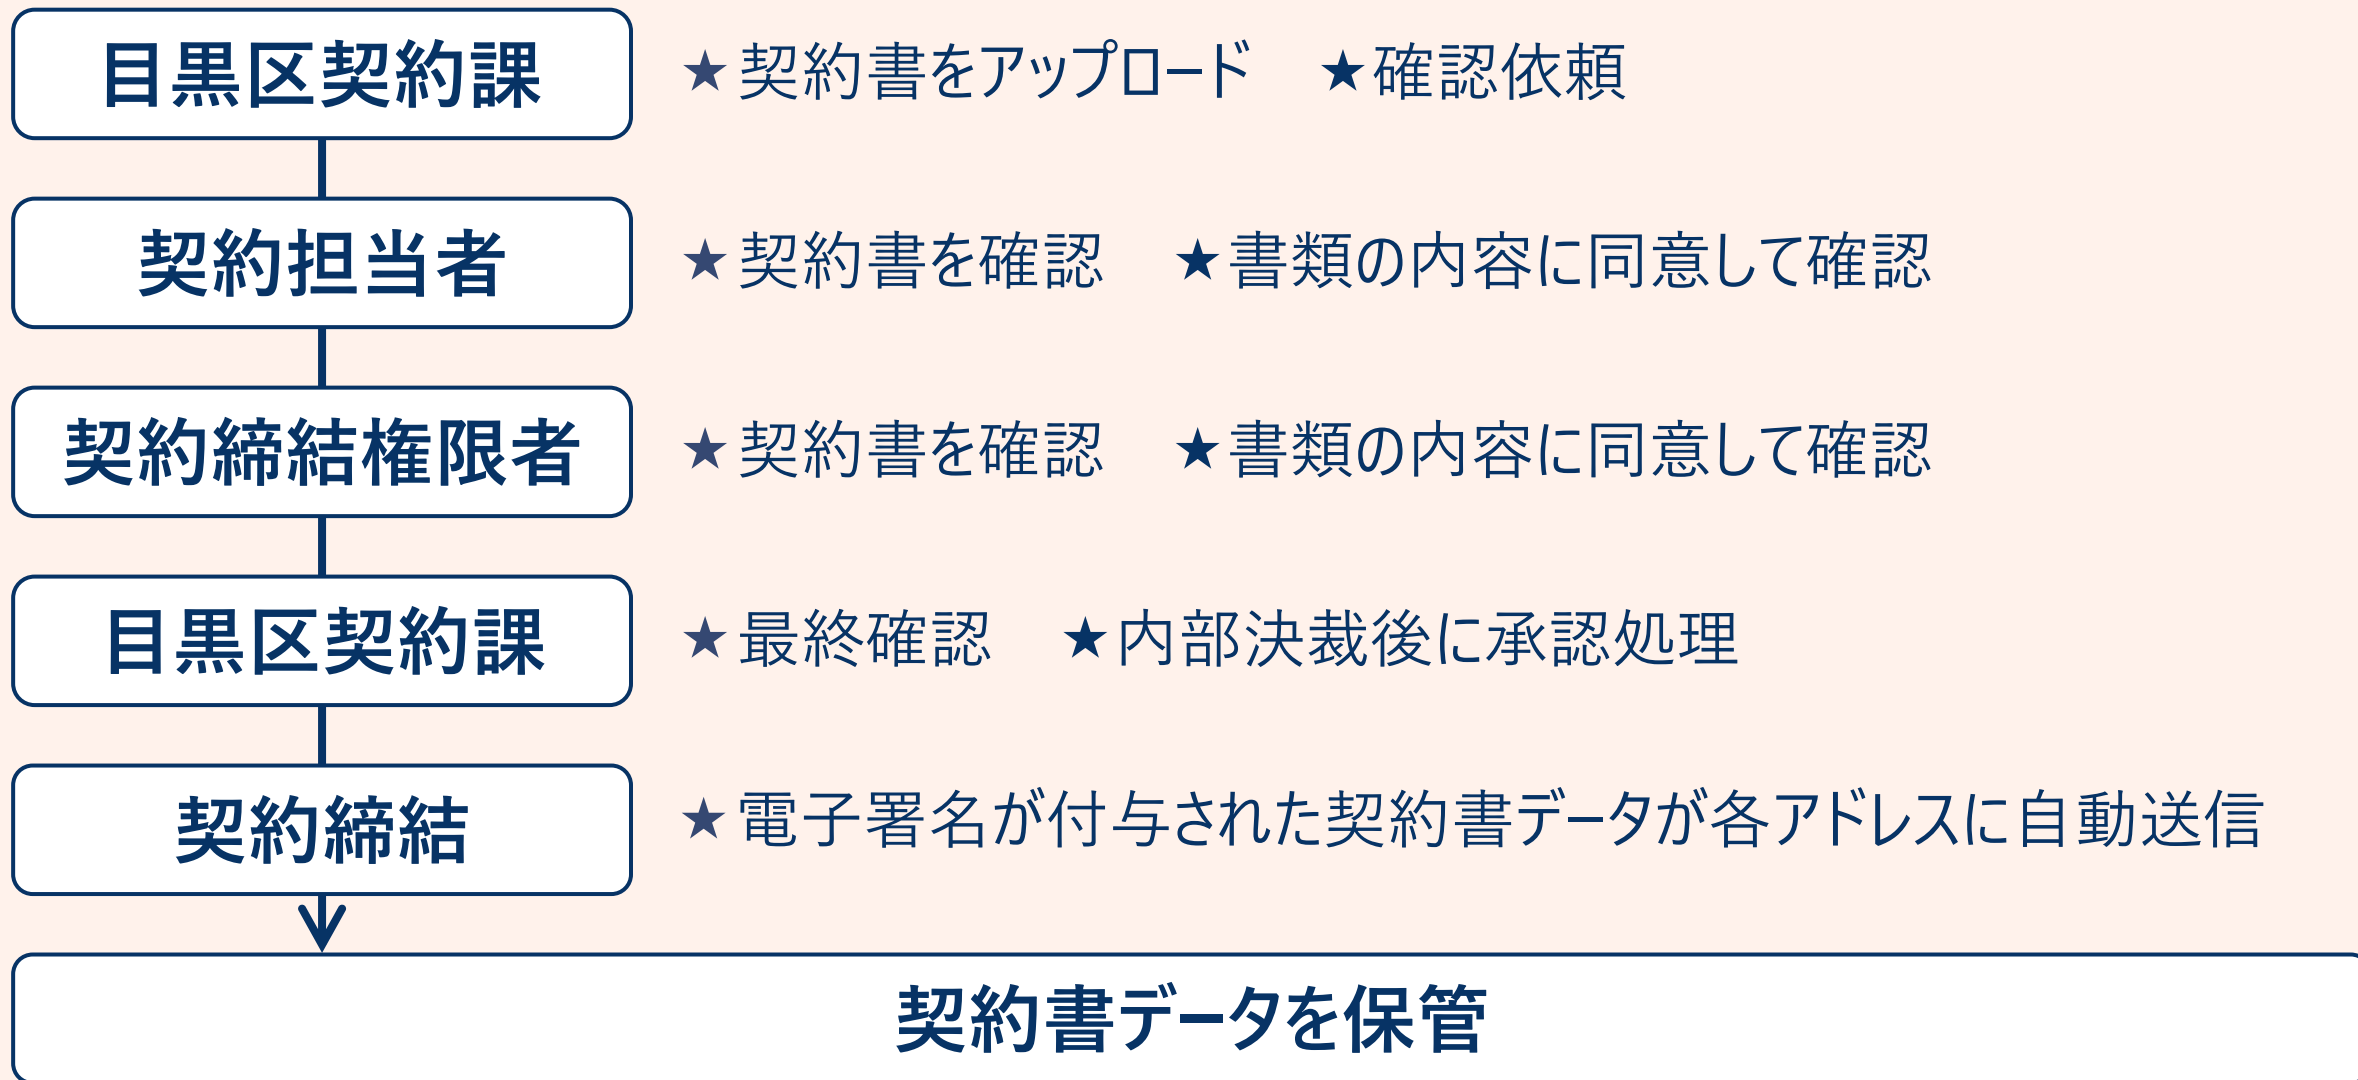 目黒区契約課 ★契約書をアップロード ★確認依頼
契約担当者 ★契約書を確認 ★書類の内容に同意して確認
契約締結権限者 ★契約書を確認 ★書類の内容に同意して確認
目黒区契約課 ★最終確認 ★内部決裁後に承認処理
契約締結 ★電子署名が付与された契約書データが各アドレスに自動送信
契約書データを保管